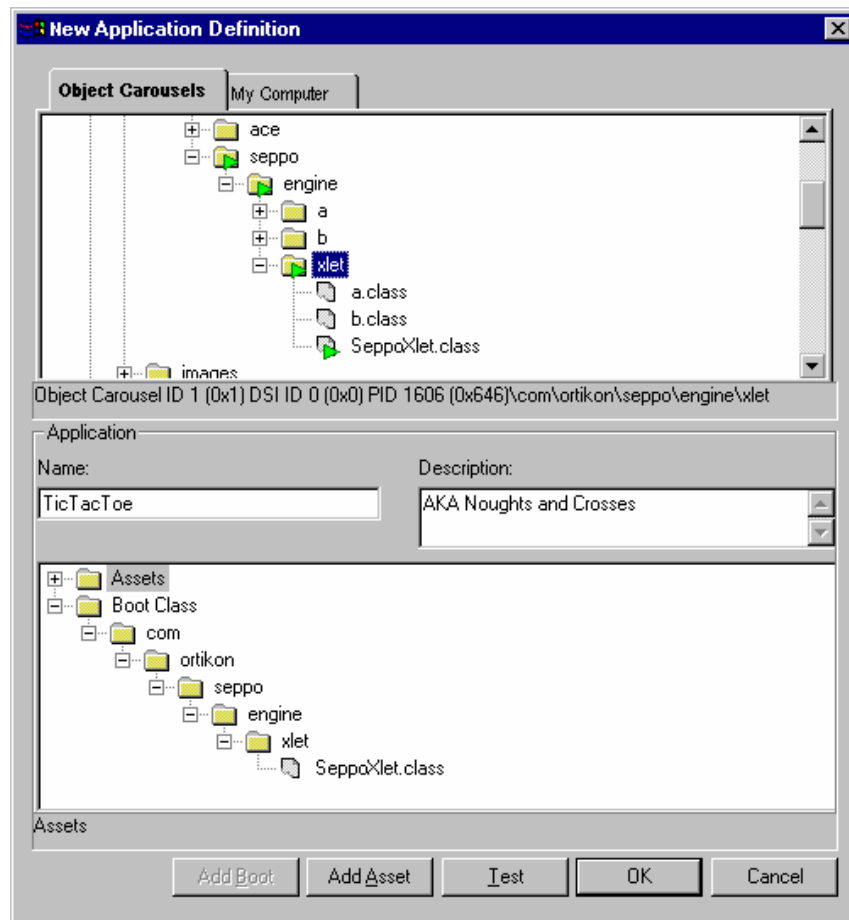 New Application Definition
Object Carousels My Computer
ace
seppo
engine
a
b
xlet
a.class
b.class
SeppoXlet.class
images
Object Carousel ID 1 (0x1) DSI ID 0 (0x0) PID 1606 (0x646)\com\ortikon\seppo\engine\xlet
Application
Name: Description:
TicTacToe AKA Noughts and Crosses
Assets
Boot Class
com
ortikon
seppo
engine
xlet
SeppoXlet.class
Assets
Add Boot Add Asset Test OK Cancel